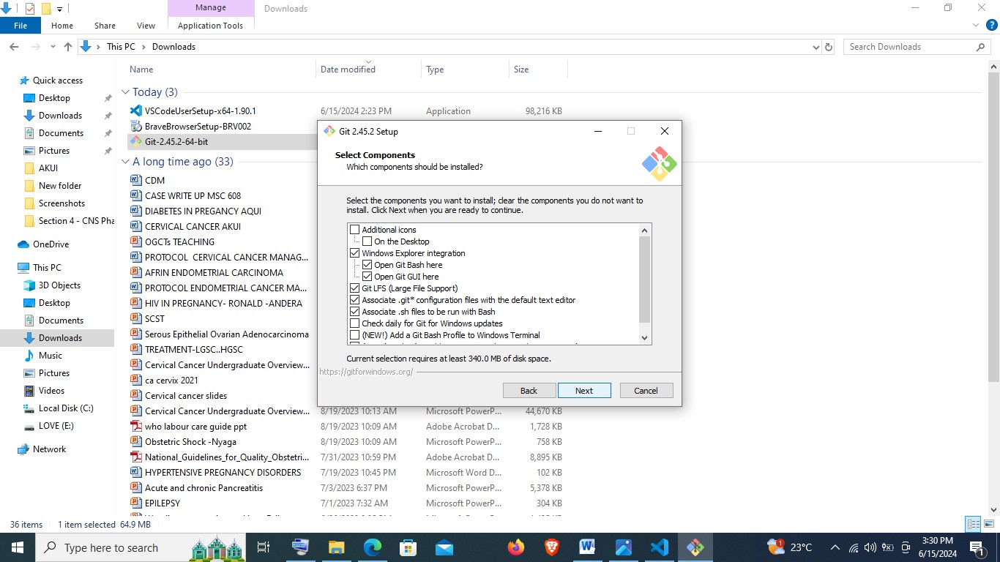 Manage
Downloads
File
Home
Share
View
Application Tools
This PC
Downloads
Search Downloads
Name
Date modified
Type
Size
Quick access
Desktop
Downloads
Documents
Pictures
AKUI
New folder
Screenshots
Section 4 - CNS Pha
OneDrive
This PC
3D Objects
Desktop
Documents
Downloads
Music
Pictures
Videos
Local Disk (C:)
LOVE (E:)
Network
Today (3)
VSCodeUserSetup-x64-1.90.1 6/15/2024 2:23 PM Application 98,216 KB
BraveBrowserSetup-BRV002
Git-2.45.2-64-bit
A long time ago (33)
CDM
CASE WRITE UP MSC 608
DIABETES IN PREGANCY AQUI
CERVICAL CANCER AKUI
OGCTs TEACHING
PROTOCOL CERVICAL CANCER MANAG...
AFRIN ENDOMETRIAL CARCINOMA
PROTOCOL ENDOMETRIAL CANCER MA...
HIV IN PREGNANCY- RONALD -ANDERA
SCST
Serous Epithelial Ovarian Adenocarcinoma
TREATMENT-LGSC..HGSC
Cervical Cancer Undergraduate Overview...
ca cervix 2021
Cervical cancer slides
Cervical Cancer Undergraduate Overview... 8/19/2023 10:13 AM Microsoft PowerP... 44,670 KB
who labour care guide ppt 8/19/2023 10:09 AM Adobe Acrobat D... 1,728 KB
Obstetric Shock -Nyaga 8/19/2023 10:09 AM Microsoft PowerP... 758 KB
National_Guidelines_for_Quality_Obstetri... 7/31/2023 10:59 PM Adobe Acrobat D... 8,895 KB
HYPERTENSIVE PREGNANCY DISORDERS 7/19/2023 10:45 PM Microsoft Word D... 102 KB
Acute and chronic Pancreatitis 7/3/2023 6:37 PM Microsoft PowerP... 5,378 KB
EPILEPSY 7/1/2023 7:32 AM Microsoft PowerP... 304 KB
Git 2.45.2 Setup
Select Components
Which components should be installed?
Select the components you want to install; clear the components you do not want to
install. Click Next when you are ready to continue.
Additional icons
On the Desktop
Windows Explorer integration
Open Git Bash here
Open Git GUI here
Git LFS (Large File Support)
Associate .git* configuration files with the default text editor
Associate .sh files to be run with Bash
Check daily for Git for Windows updates
(NEW!) Add a Git Bash Profile to Windows Terminal
Current selection requires at least 340.0 MB of disk space.
https://gitforwindows.org/
Back
Next
Cancel
36 items
1 item selected 64.9 MB
Type here to search
1
23°C
3:30 PM
6/15/2024
1